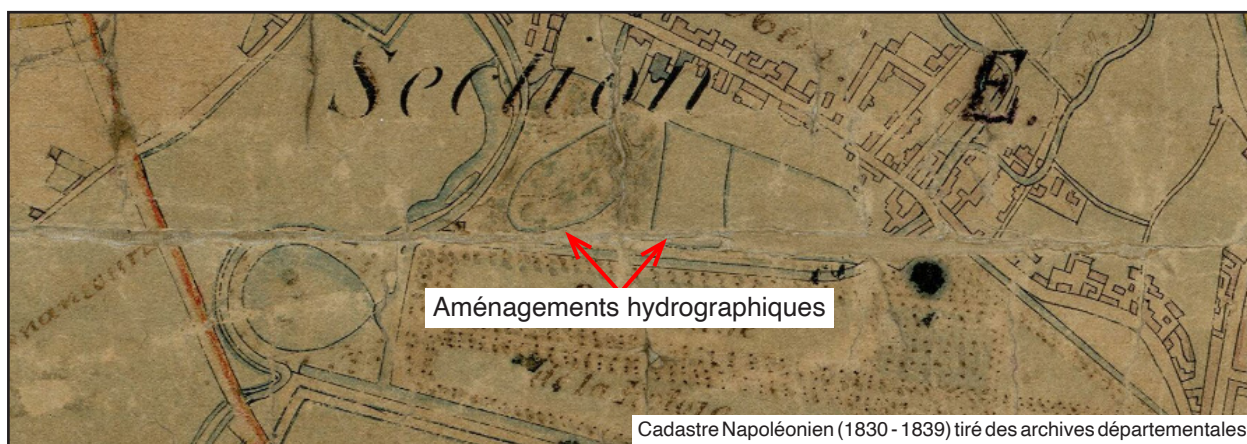 Section E.
Aménagements hydrographiques
Cadastre Napoléonien (1830 - 1839) tiré des archives départementales